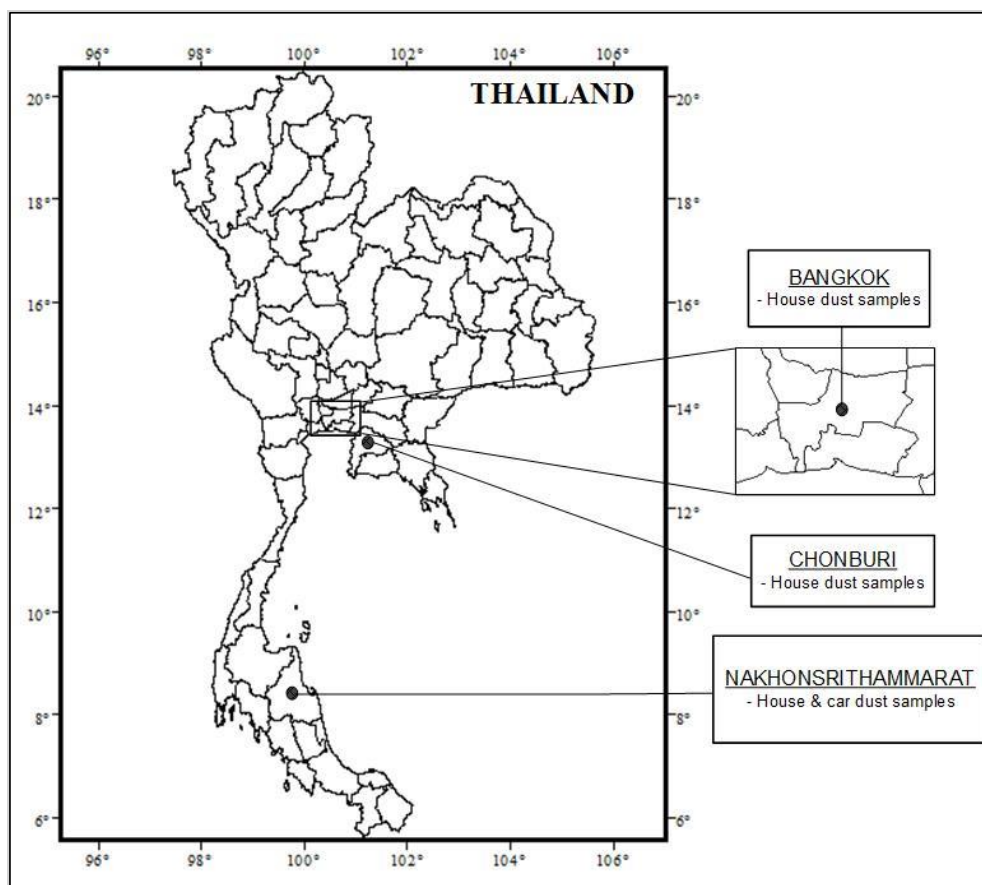 96° 98° 100° 102° 104° 106°
THAILAND
20° 20°
18° 18°
16° 16°
14° 14°
12° 12°
10° 10°
8° 8°
6° 6°
96° 98° 100° 102° 104° 106°
BANGKOK
- House dust samples
CHONBURI
- House dust samples
NAKHONSRITHAMMARAT
- House & car dust samples